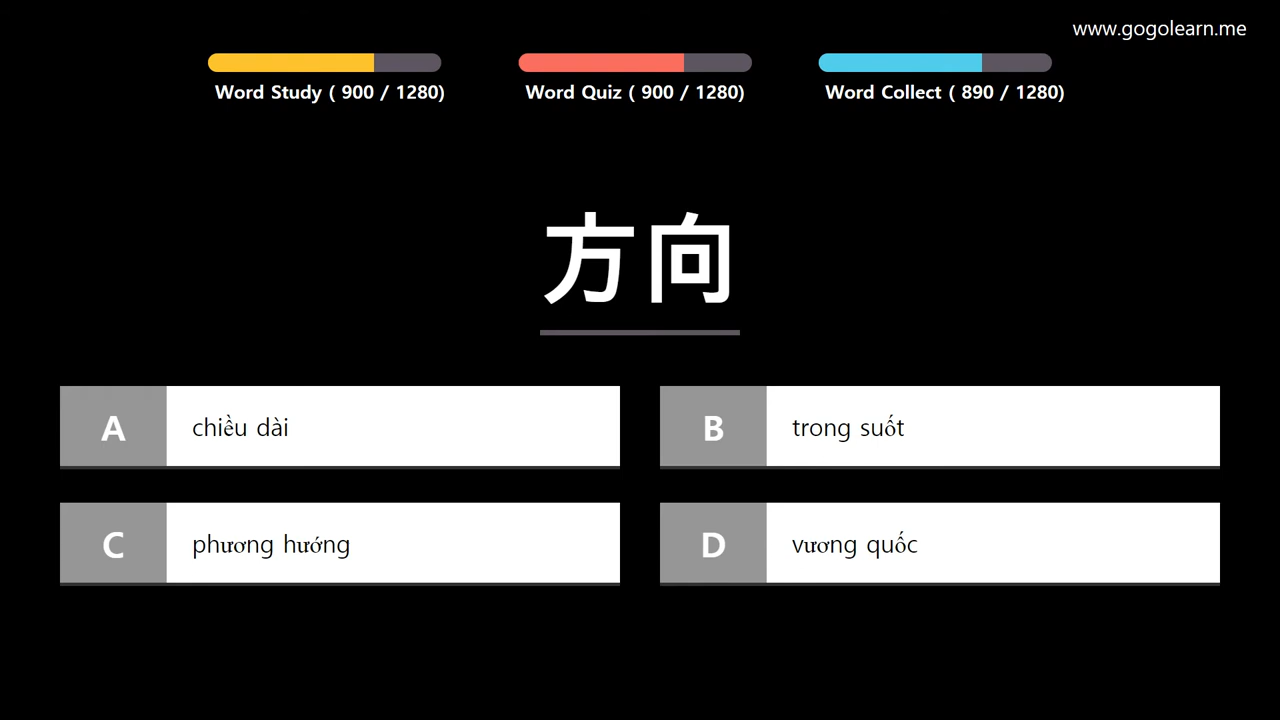 www.gogolearn.me
Word Study ( 900 / 1280)
Word Quiz ( 900 / 1280)
Word Collect ( 890 / 1280)
方向
A chiều dài
B trong suốt
C phương hướng
D vương quốc